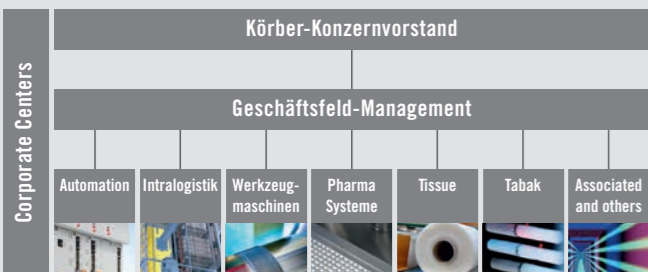 Corporate Centers
Körber-Konzernvorstand
Geschäftsfeld-Management
Automation
Intralogistik
Werkzeug-
maschinen
Pharma
Systeme
Tissue
Tabak
Associated
and others